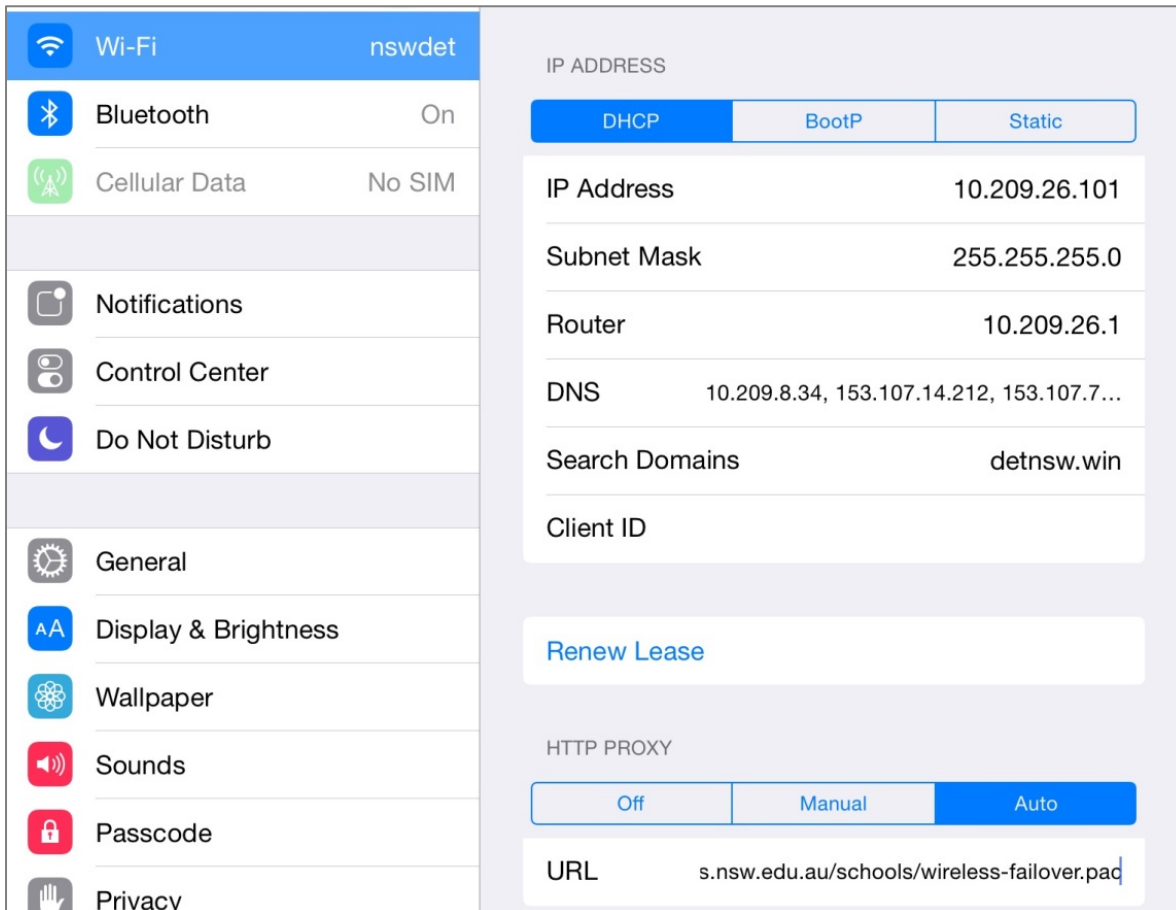 Wi-Fi nswdet
Bluetooth On
Cellular Data No SIM
Notifications
Control Center
Do Not Disturb
General
AA Display & Brightness
Wallpaper
Sounds
Passcode
Privacy
IP ADDRESS
DHCP BootP Static
IP Address 10.209.26.101
Subnet Mask 255.255.255.0
Router 10.209.26.1
DNS 10.209.8.34, 153.107.14.212, 153.107.7...
Search Domains detnsw.win
Client ID
Renew Lease
HTTP PROXY
Off Manual Auto
URL s.nsw.edu.au/schools/wireless-failover.pac